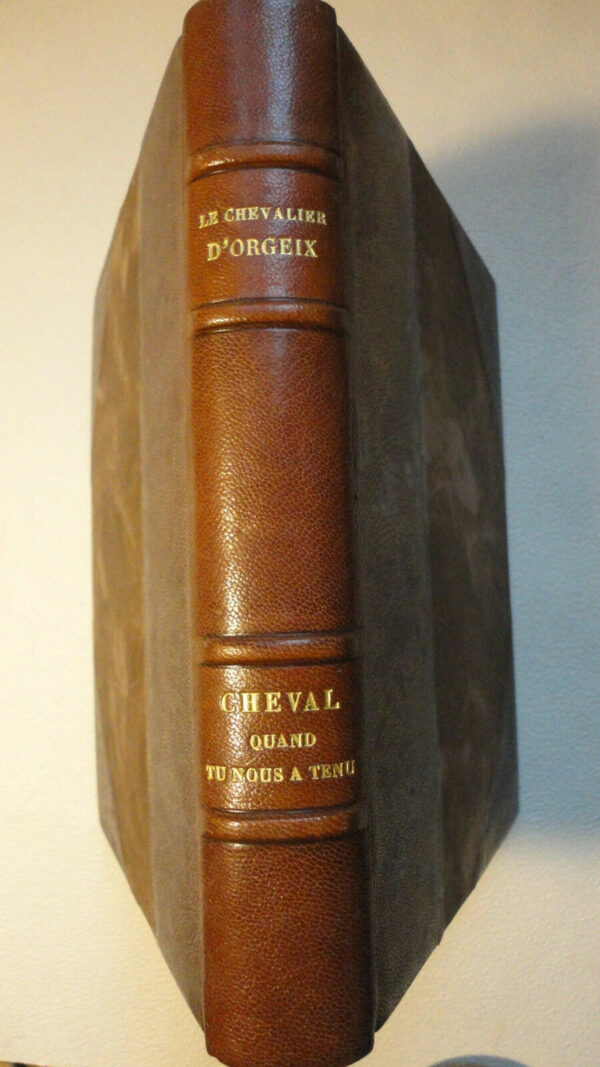 LE CHEVALIER
D'ORGEIX
CHEVAL
QUAND
TU NOUS A TENU